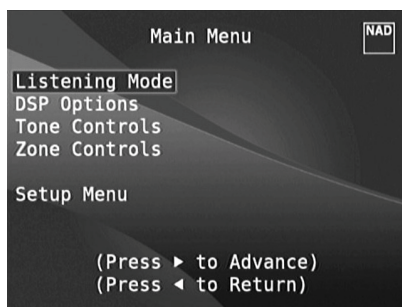 Main Menu
NAD
Listening Mode
DSP Options
Tone Controls
Zone Controls
Setup Menu
(Press ► to Advance)
(Press ◄ to Return)